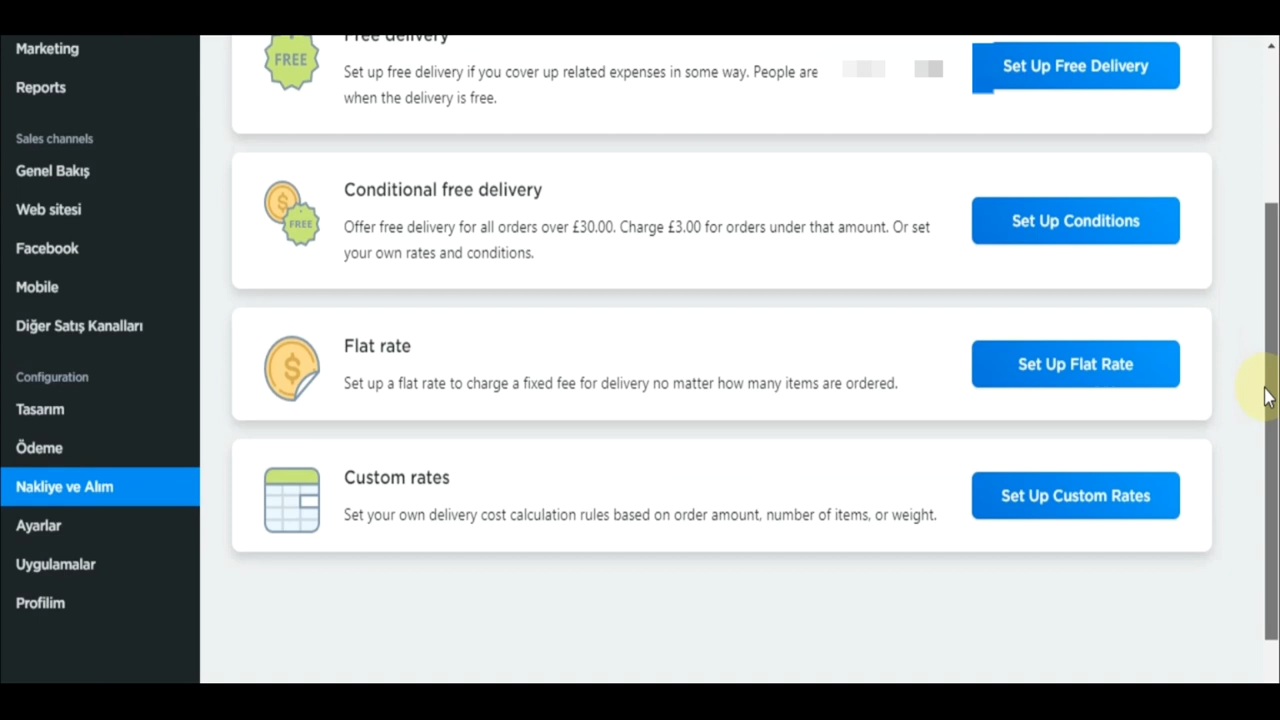 Marketing
Reports
Sales channels
Genel Bakış
Web sitesi
Facebook
Mobile
Diğer Satış Kanalları
Configuration
Tasarım
Ödeme
Nakliye ve Alım
Ayarlar
Uygulamalar
Profilim
Free delivery
FREE
Set up free delivery if you cover up related expenses in some way. People are
when the delivery is free.
Set Up Free Delivery
Conditional free delivery
$
FREE
Offer free delivery for all orders over £30.00. Charge £3.00 for orders under that amount. Or set
your own rates and conditions.
Set Up Conditions
Flat rate
$
Set up a flat rate to charge a fixed fee for delivery no matter how many items are ordered.
Set Up Flat Rate
Custom rates
Set your own delivery cost calculation rules based on order amount, number of items, or weight.
Set Up Custom Rates